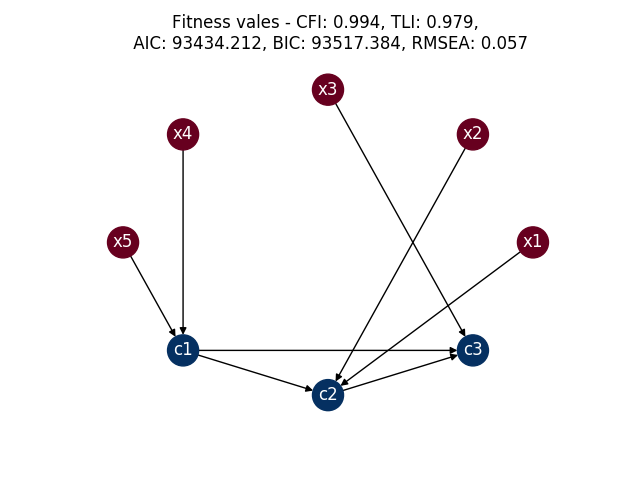 Fitness vales - CFI: 0.994, TLI: 0.979,
AIC: 93434.212, BIC: 93517.384, RMSEA: 0.057
x3
x4
x2
x5
x1
c1
c3
c2